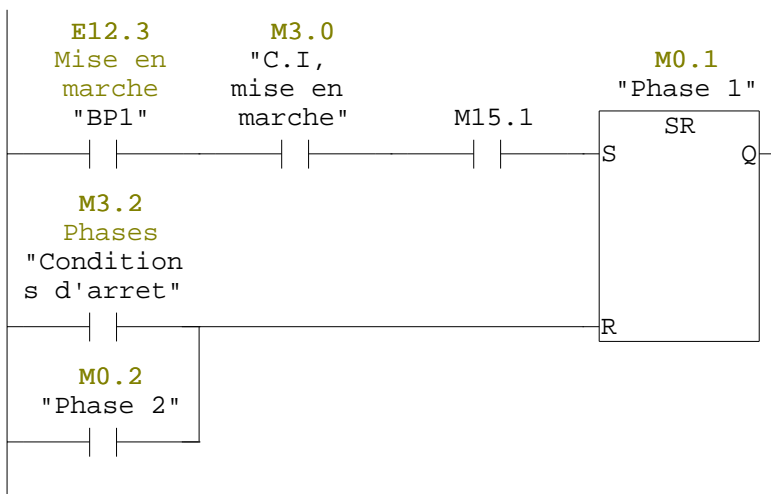 E12.3
Mise en
marche
"BP1"
M3.0
"C.I,
mise en
marche"
M15.1
M0.1
"Phase 1"
SR
S
Q
M3.2
Phases
"Condition
s d'arret"
R
M0.2
"Phase 2"